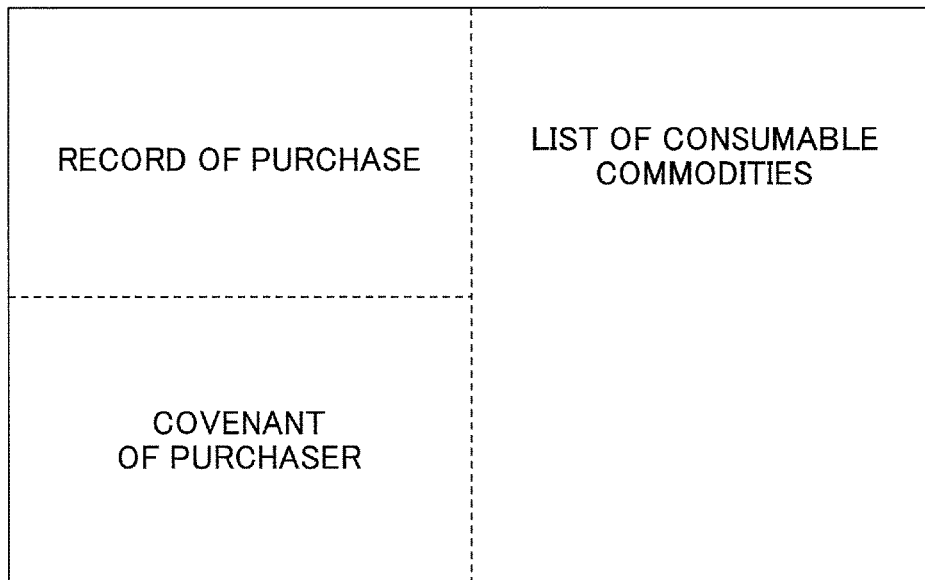 RECORD OF PURCHASE
COVENANT
OF PURCHASER
LIST OF CONSUMABLE
COMMODITIES